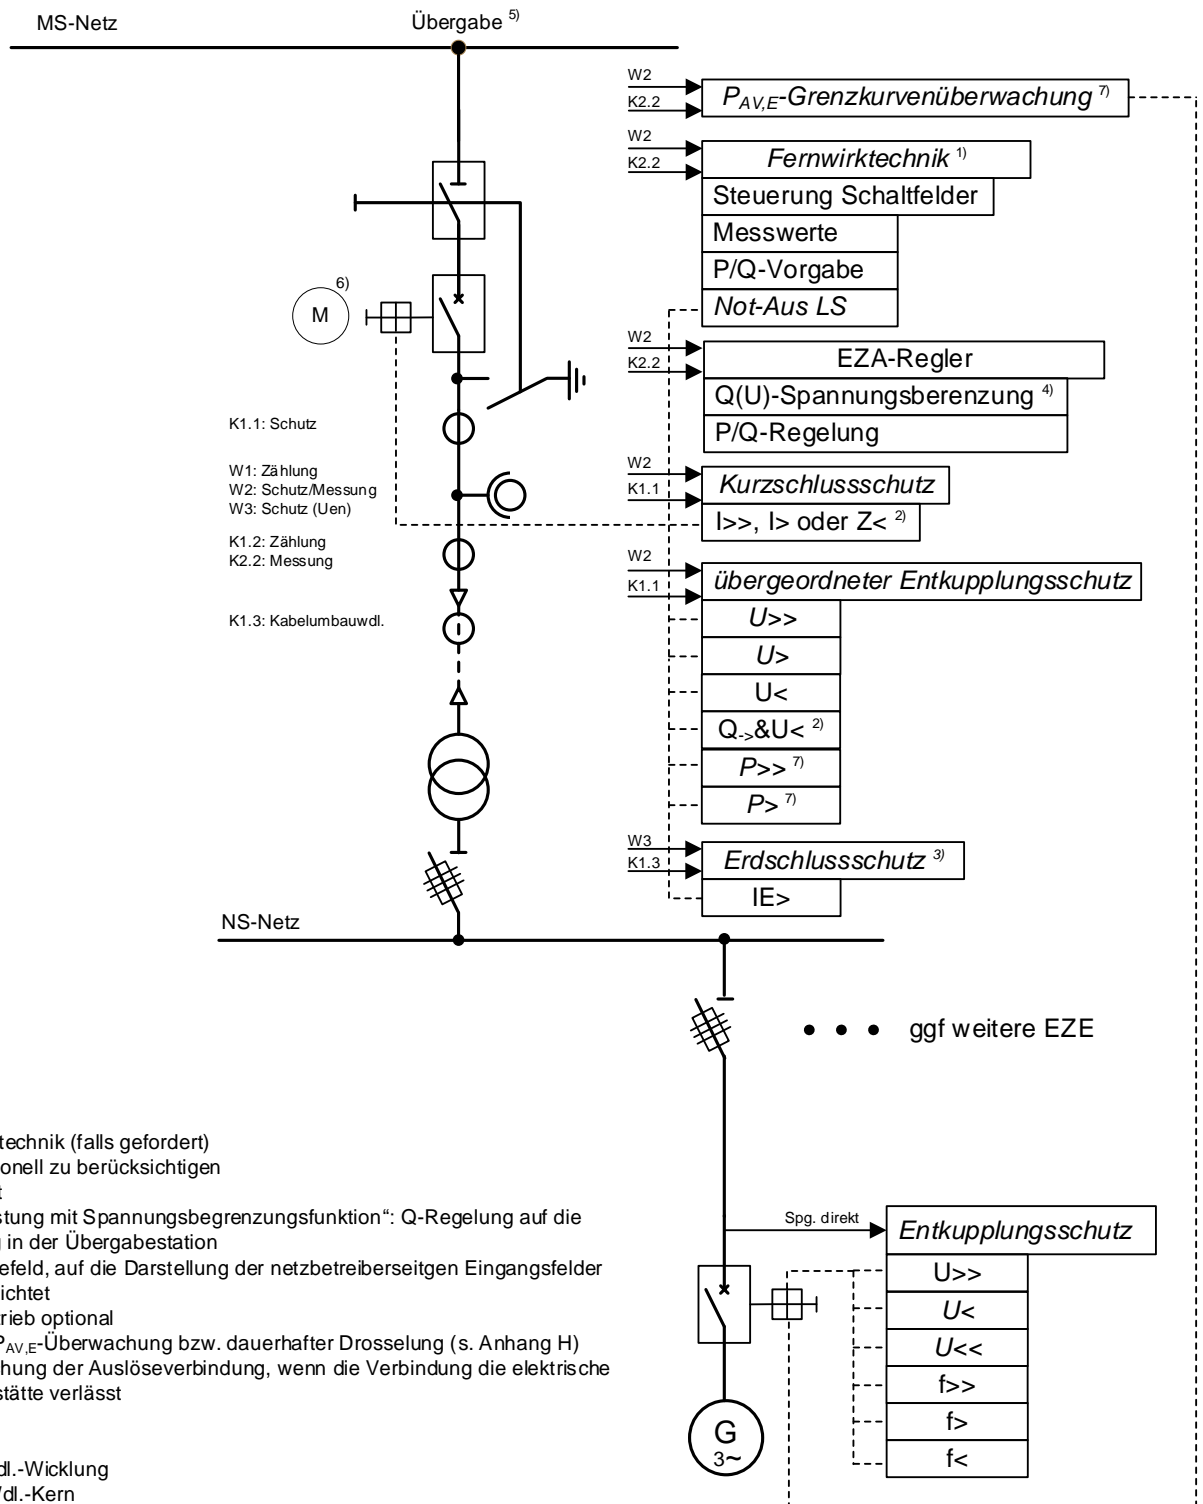 MS-Netz
Übergabe 5)
W2
K2.2
PAV,E-Grenzkurvenüberwachung 7)
W2
K2.2
Fernwirktechnik 1)
Steuerung Schaltfelder
Messwerte
P/Q-Vorgabe
Not-Aus LS
M
6)
W2
K2.2
EZA-Regler
Q(U)-Spannungsberenzung 4)
P/Q-Regelung
K1.1: Schutz
W1: Zählung
W2: Schutz/Messung
W3: Schutz (Uen)
K1.2: Zählung
K2.2: Messung
K1.3: Kabelumbauwdl.
W2
K1.1
Kurzschlussschutz
I>>, I> oder Z< 2)
W2
K1.1
übergeordneter Entkupplungsschutz
U>>
U>
U<
Q->&U< 2)
P>> 7)
P> 7)
W3
K1.3
Erdschlussschutz 3)
IE>
NS-Netz
ggf weitere EZE
technik (falls gefordert)
onell zu berücksichtigen
t
stung mit Spannungsbegrenzungsfunktion“: Q-Regelung auf die
g in der Übergabestation
efeld, auf die Darstellung der netzbetreiberseitgen Eingangsfelder
ichtet
trieb optional
PAV,E-Überwachung bzw. dauerhafter Drosselung (s. Anhang H)
chung der Auslöseverbindung, wenn die Verbindung die elektrische
stätte verlässt
dl.-Wicklung
Wdl.-Kern
Spg. direkt
Entkupplungsschutz
U>>
U<
U<<
f>>
f>
f<
G
3~